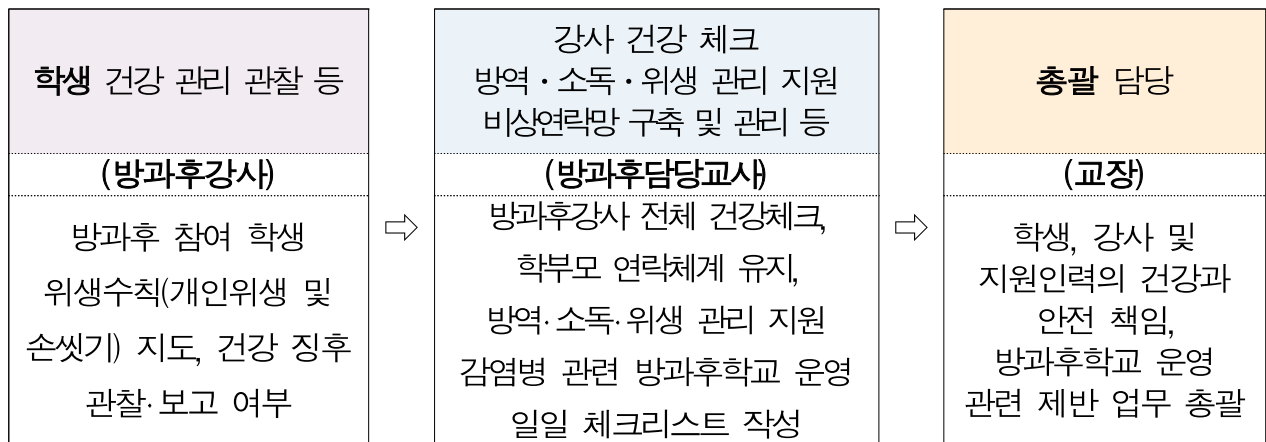 학생 건강 관리 관찰 등
(방과후강사)
방과후 참여 학생
위생수칙(개인위생 및
손씻기) 지도, 건강 징후
관찰·보고 여부
⇨
강사 건강 체크
방역·소독·위생 관리 지원
비상연락망 구축 및 관리 등
(방과후담당교사)
방과후강사 전체 건강체크,
학부모 연락체계 유지,
방역·소독·위생 관리 지원
감염병 관련 방과후학교 운영
일일 체크리스트 작성
⇨
총괄 담당
(교장)
학생, 강사 및
지원인력의 건강과
안전 책임,
방과후학교 운영
관련 제반 업무 총괄